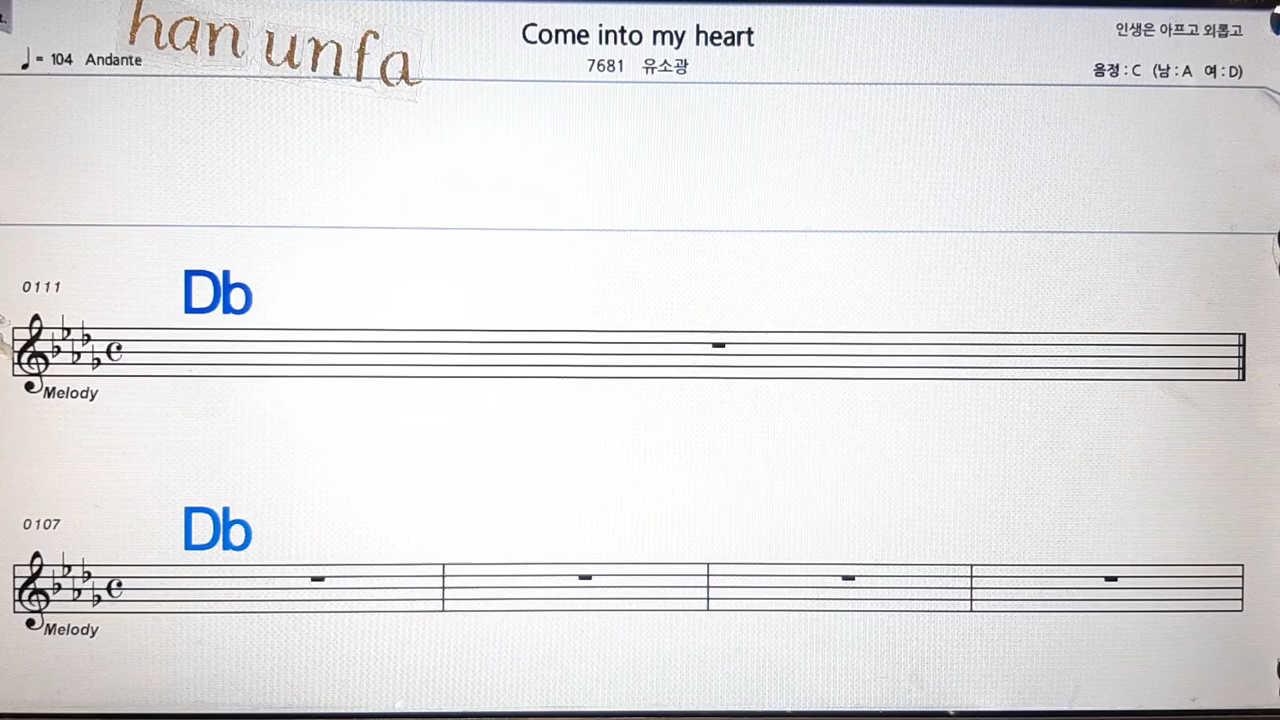 han unfa
Come into my heart
인생은 아프고 외롭고
♩= 104 Andante
7681 유소광
음정 : C (남 : A 여 : D)
0111
Db
Melody
0107
Db
Melody